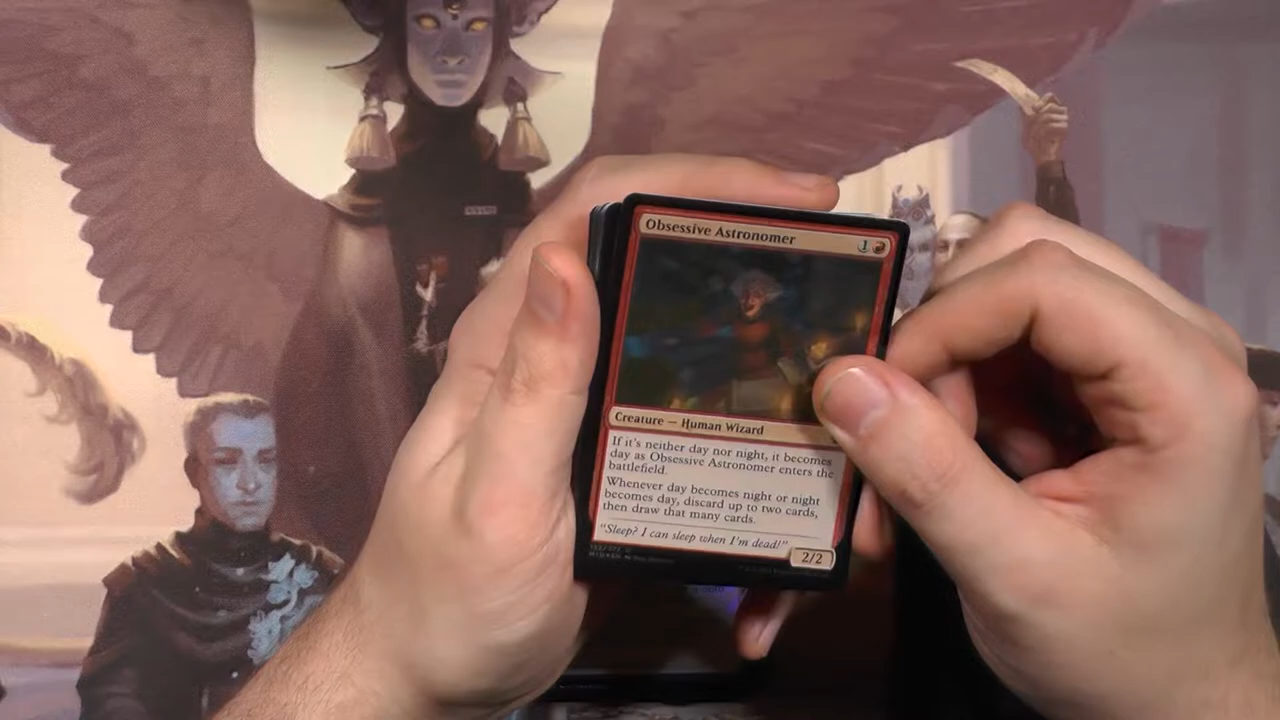 Obsessive Astronomer
1
Creature — Human Wizard
If it's neither day nor night, it becomes
day as Obsessive Astronomer enters the
battlefield.
Whenever day becomes night or night
becomes day, discard up to two cards,
then draw that many cards.
"Sleep? I can sleep when I'm dead!"
2/2